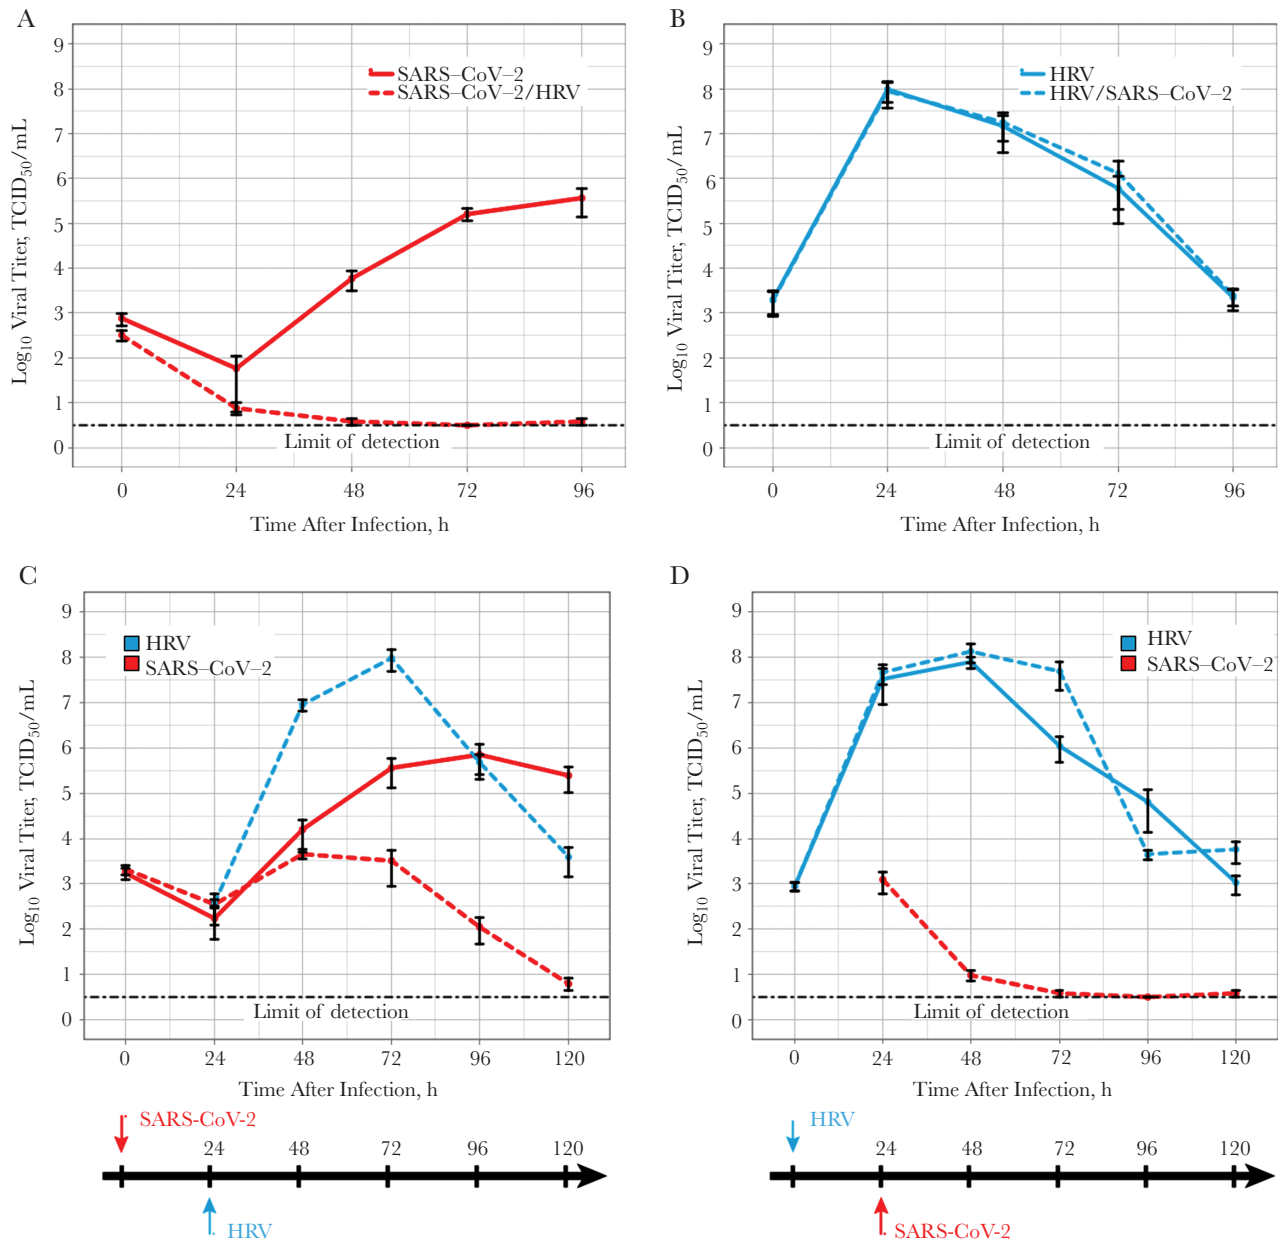 A
Log10 Viral Titer, TCID50/mL
9
8
7
6
5
4
3
2
1
0
SARS–CoV–2
SARS–CoV–2/HRV
Limit of detection
0 24 48 72 96
Time After Infection, h
B
Log10 Viral Titer, TCID50/mL
9
8
7
6
5
4
3
2
1
0
HRV
HRV/SARS–CoV–2
Limit of detection
0 24 48 72 96
Time After Infection, h
C
Log10 Viral Titer, TCID50/mL
9
8
7
6
5
4
3
2
1
0
HRV
SARS–CoV–2
Limit of detection
0 24 48 72 96 120
Time After Infection, h
SARS-CoV-2
24 48 72 96 120
HRV
D
Log10 Viral Titer, TCID50/mL
9
8
7
6
5
4
3
2
1
0
HRV
SARS–CoV–2
Limit of detection
0 24 48 72 96 120
Time After Infection, h
HRV
24 48 72 96 120
SARS-CoV-2